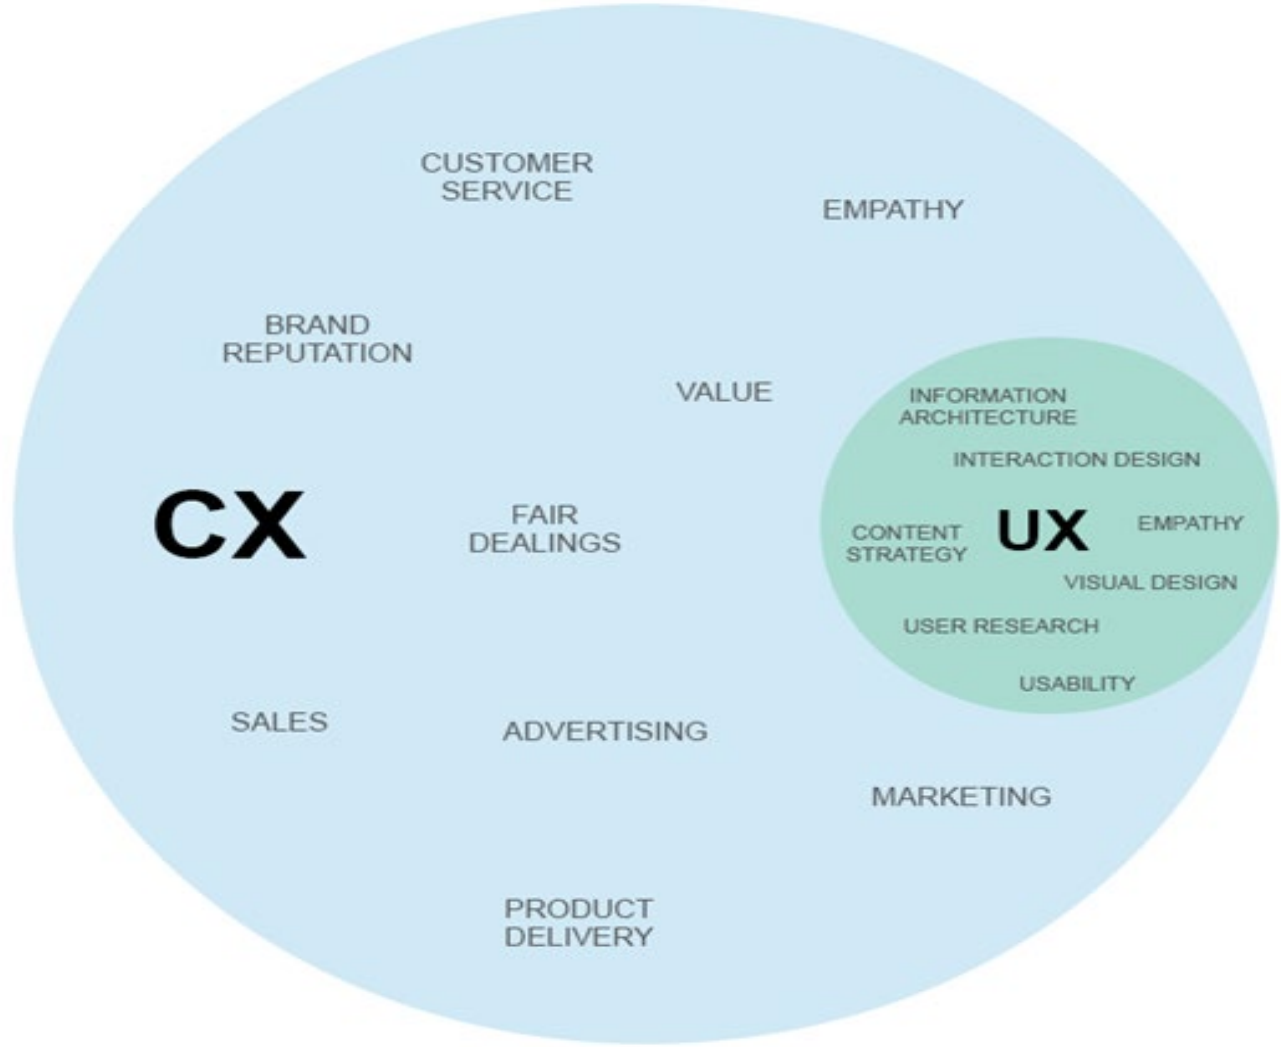 CUSTOMER
SERVICE
EMPATHY
BRAND
REPUTATION
VALUE
INFORMATION
ARCHITECTURE
INTERACTION DESIGN
CX
FAIR
DEALINGS
CONTENT
STRATEGY
UX
EMPATHY
VISUAL DESIGN
USER RESEARCH
USABILITY
SALES
ADVERTISING
MARKETING
PRODUCT
DELIVERY